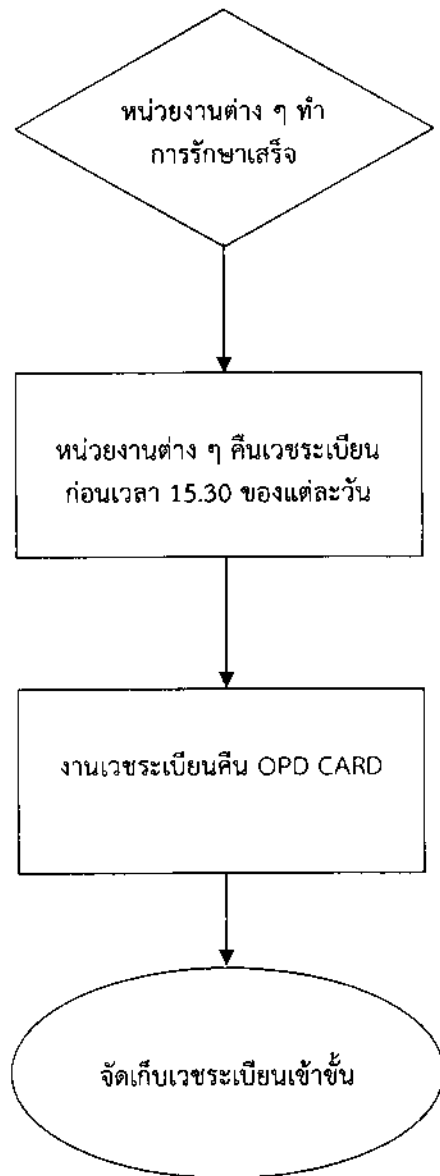 หน่วยงานต่าง ๆ ทำ
การรักษาเสร็จ
หน่วยงานต่าง ๆ คืนเวชระเบียน
ก่อนเวลา 15.30 ของแต่ละวัน
งานเวชระเบียนคืน OPD CARD
จัดเก็บเวชระเบียนเข้าชั้น